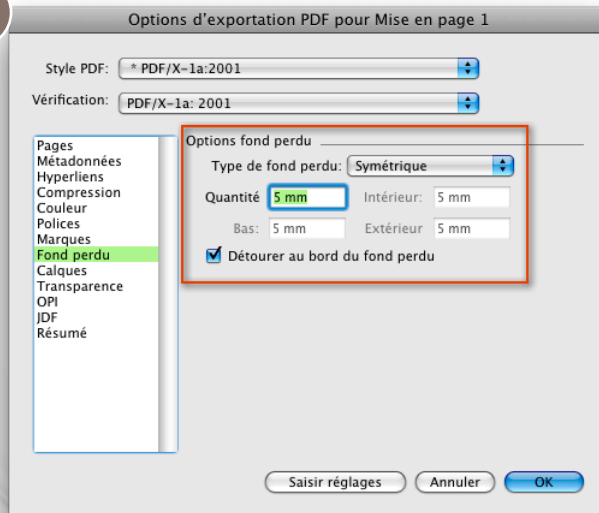 Options d’exportation PDF pour Mise en page 1
Style PDF: * PDF/X-1a:2001
Vérification: PDF/X-1a: 2001
Pages
Métadonnées
Hyperliens
Compression
Couleur
Polices
Marques
Fond perdu
Calques
Transparence
OPI
JDF
Résumé
Options fond perdu
Type de fond perdu: Symétrique
Quantité 5 mm Intérieur: 5 mm
Bas: 5 mm Extérieur 5 mm
Détourer au bord du fond perdu
Saisir réglages Annuler OK